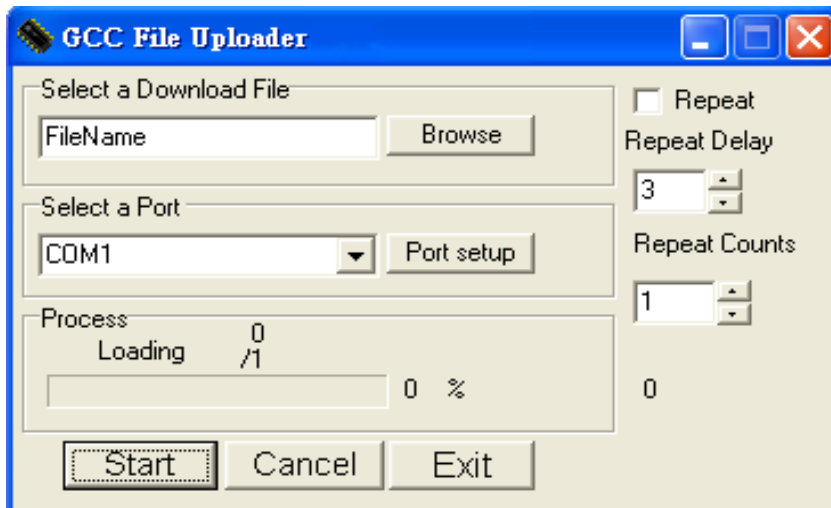 GCC File Uploader
Select a Download File
FileName
Browse
Select a Port
COM1
Port setup
Process
Loading
0
/1
0 %
Start
Cancel
Exit
Repeat
Repeat Delay
3
Repeat Counts
1
0